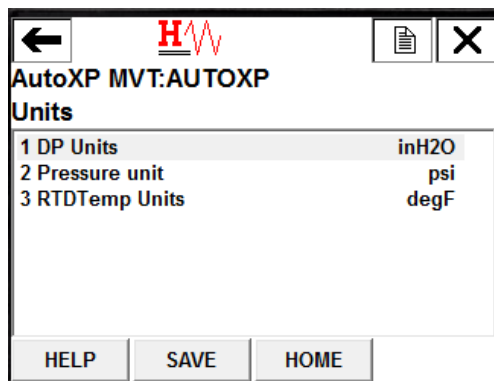 H
AutoXP MVT:AUTOXP
Units
1 DP Units inH2O
2 Pressure unit psi
3 RTDTemp Units degF
HELP SAVE HOME